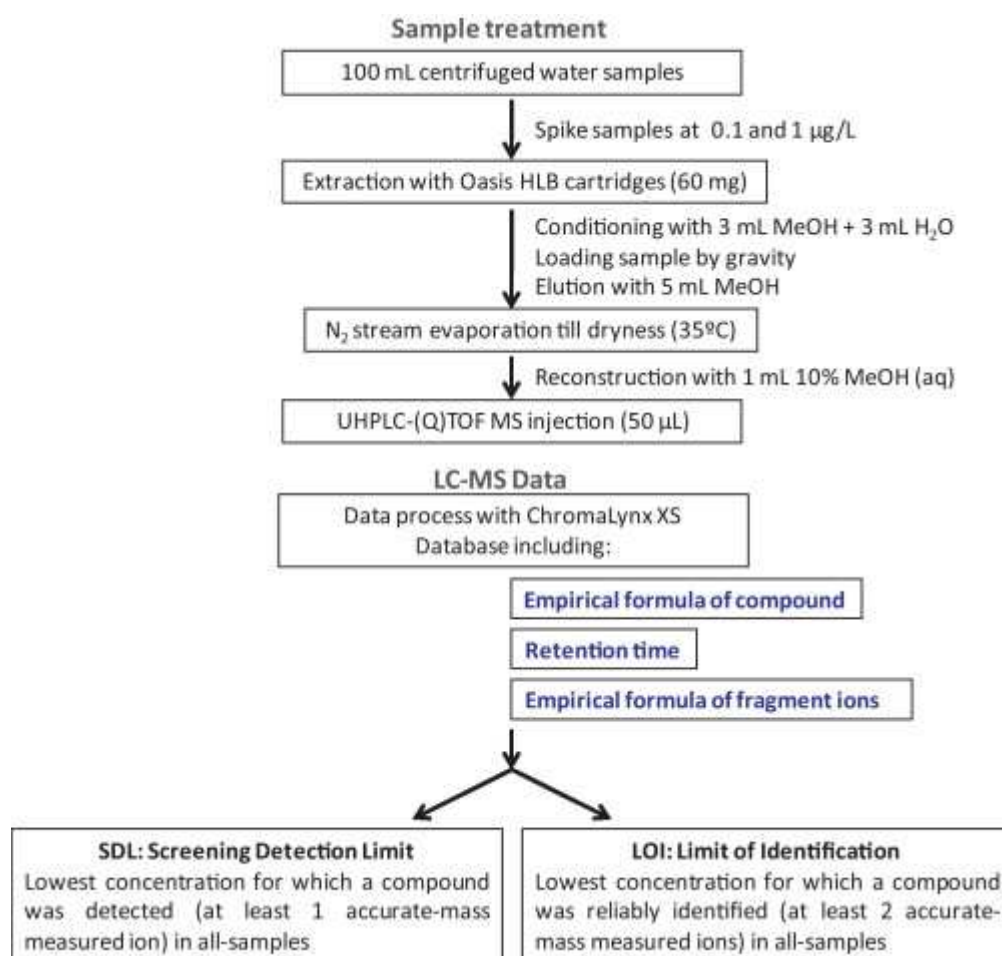 Sample treatment
100 mL centrifuged water samples
Spike samples at 0.1 and 1 µg/L
Extraction with Oasis HLB cartridges (60 mg)
Conditioning with 3 mL MeOH + 3 mL H₂O
Loading sample by gravity
Elution with 5 mL MeOH
N₂ stream evaporation till dryness (35ºC)
Reconstruction with 1 mL 10% MeOH (aq)
UHPLC-(Q)TOF MS injection (50 µL)
LC-MS Data
Data process with ChromaLynx XS
Database including:
Empirical formula of compound
Retention time
Empirical formula of fragment ions
SDL: Screening Detection Limit
Lowest concentration for which a compound
was detected (at least 1 accurate-mass
measured ion) in all-samples
LOI: Limit of Identification
Lowest concentration for which a compound
was reliably identified (at least 2 accurate-
mass measured ions) in all-samples